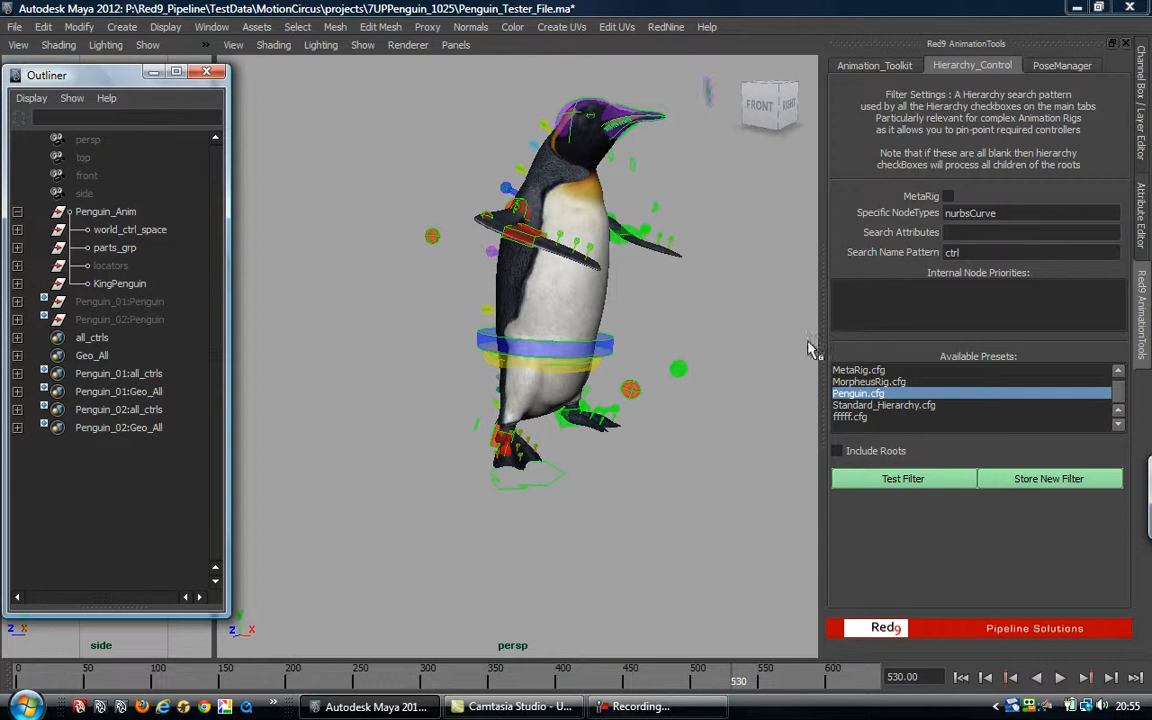 Autodesk Maya 2012: P:\Red9_Pipeline\TestData\MotionCircus\projects\7UPPenguin_1025\Penguin_Tester_File.ma*
File Edit Modify Create Display Window Assets Select Mesh Edit Mesh Proxy Normals Color Create UVs Edit UVs RedNine Help
View Shading Lighting Show » View Shading Lighting Show Renderer Panels
Red9 AnimationTools
Animation_Toolkit Hierarchy_Control PoseManager
Outliner
Display Show Help
persp
top
front
side
Penguin_Anim
world_ctrl_space
parts_grp
locators
KingPenguin
Penguin_01:Penguin
Penguin_02:Penguin
all_ctrls
Geo_All
Penguin_01:all_ctrls
Penguin_01:Geo_All
Penguin_02:all_ctrls
Penguin_02:Geo_All
FRONT RIGHT
Filter Settings : A Hierarchy search pattern
used by all the Hierarchy checkboxes on the main tabs
Particularly relevant for complex Animation Rigs
as it allows you to pin-point required controllers
Note that if these are all blank then hierarchy
checkBoxes will process all children of the roots
MetaRig
Specific NodeTypes nurbsCurve
Search Attributes
Search Name Pattern ctrl
Internal Node Priorities:
Available Presets:
MetaRig.cfg
MorpheusRig.cfg
Penguin.cfg
Standard_Hierarchy.cfg
fffff.cfg
Include Roots
Test Filter Store New Filter
Red9 Pipeline Solutions
Channel Box / Layer Editor
Attribute Editor
Red9 AnimationTools
z x side
y z x persp
0 50 100 150 200 250 300 350 400 450 500 530 550 600
530.00
Autodesk Maya 201... Camtasia Studio - U... Recording... 20:55